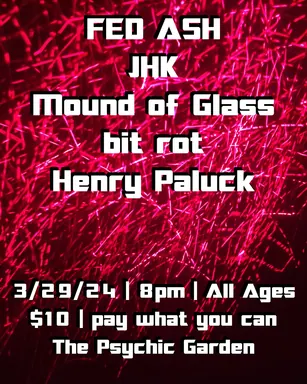 FED ASH
JHK
Mound of Glass
bit rot
Henry Paluck
3/29/24 | 8pm | All Ages
$10 | pay what you can
The Psychic Garden